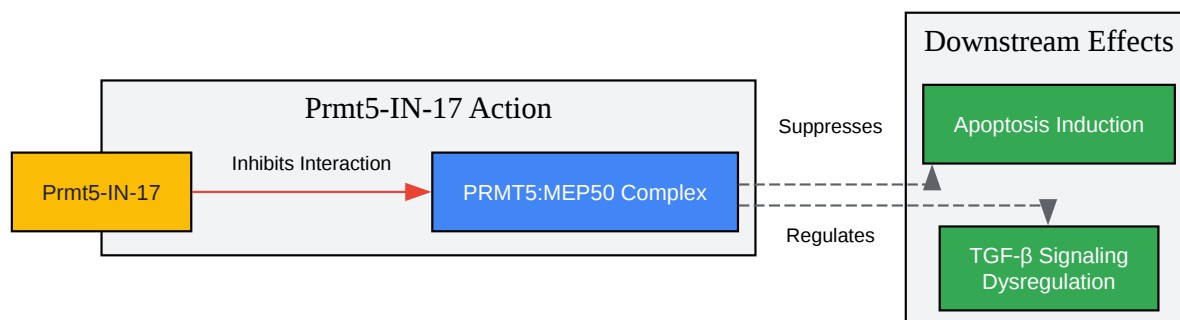 Prmt5-IN-17 Action
Prmt5-IN-17
Inhibits Interaction
PRMT5:MEP50 Complex
Suppresses
Regulates
Downstream Effects
Apoptosis Induction
TGF-β Signaling
Dysregulation